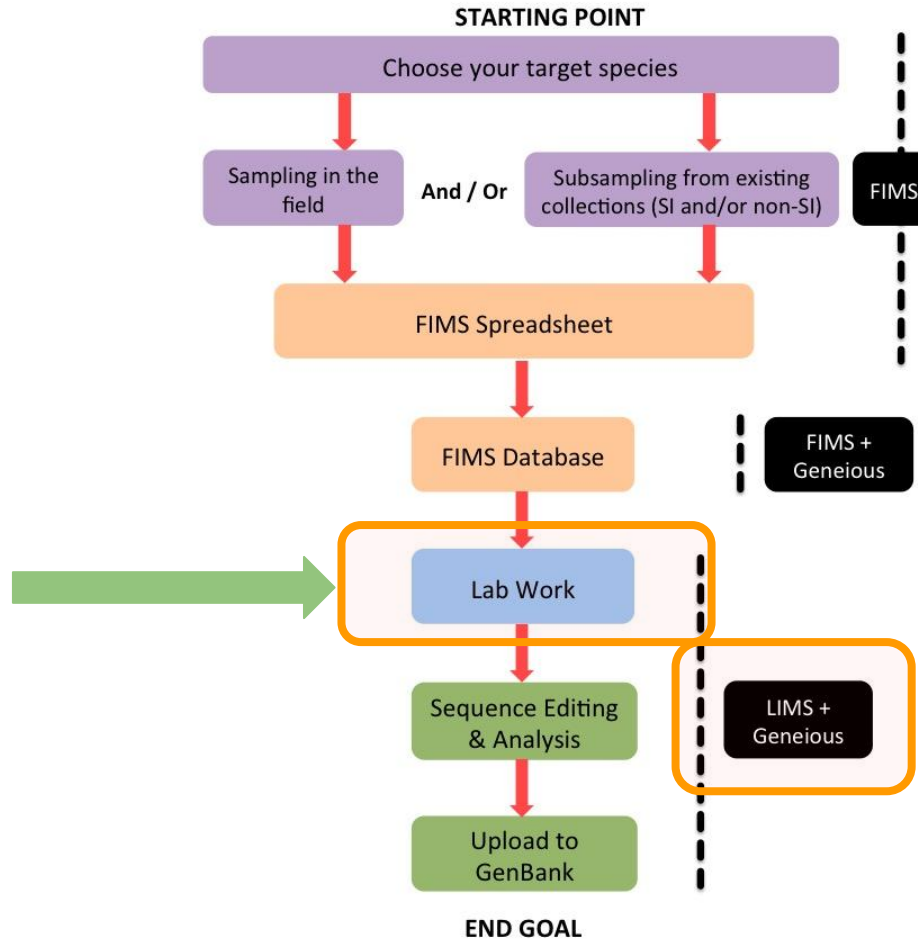 STARTING POINT
Choose your target species
Sampling in the
field
And / Or
Subsampling from existing
collections (SI and/or non-SI)
FIMS
FIMS Spreadsheet
FIMS Database
FIMS +
Geneious
Lab Work
Sequence Editing
& Analysis
LIMS +
Geneious
Upload to
GenBank
END GOAL